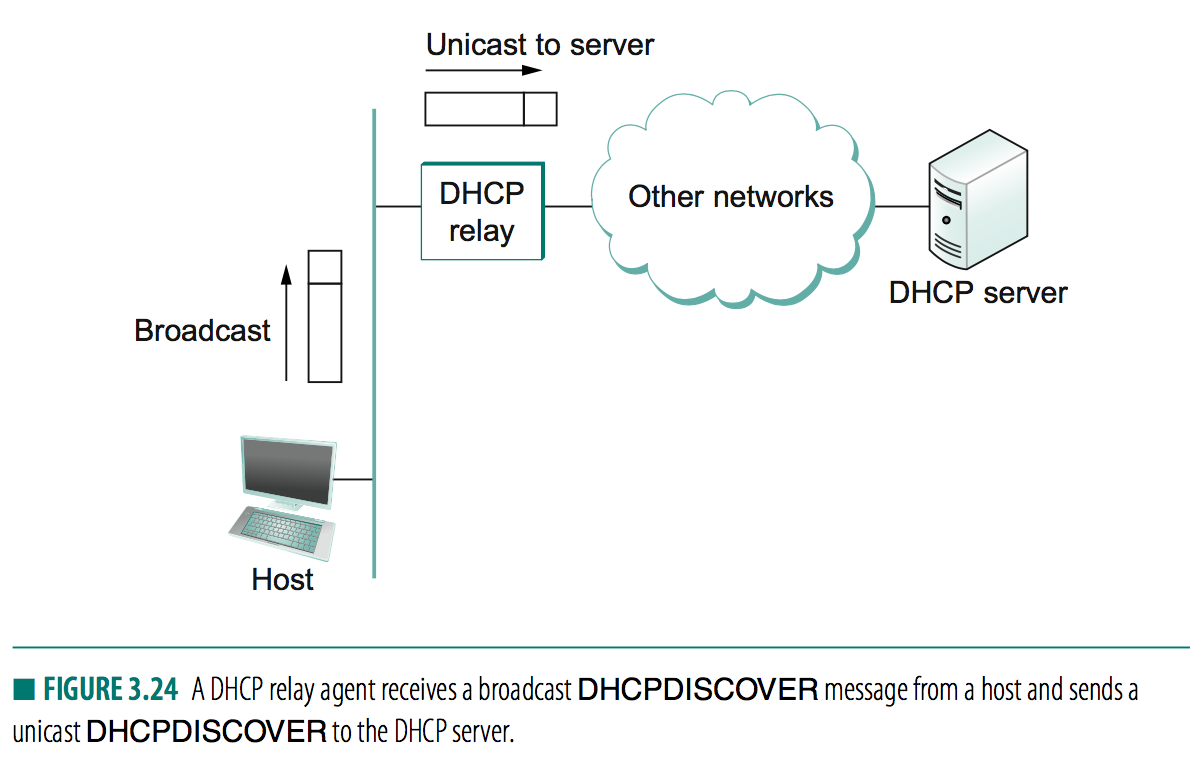 Unicast to server
DHCP
relay
Other networks
DHCP server
Broadcast
Host
■ FIGURE 3.24 A DHCP relay agent receives a broadcast DHCPDISCOVER message from a host and sends a
unicast DHCPDISCOVER to the DHCP server.